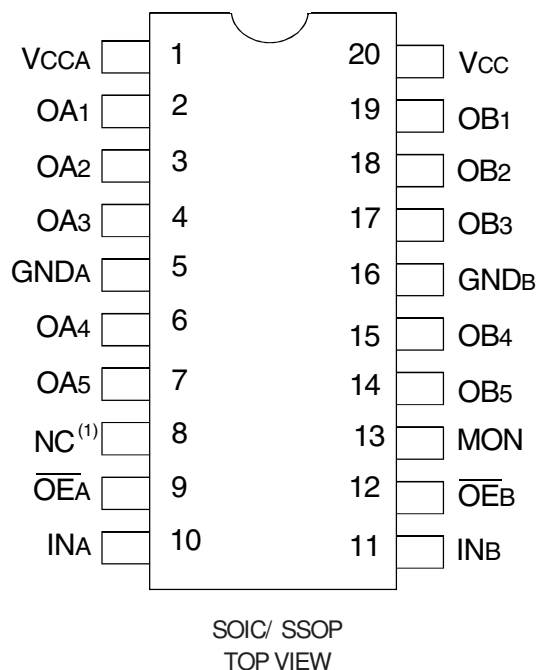 VCCA 1 20 VCC
OA1 2 19 OB1
OA2 3 18 OB2
OA3 4 17 OB3
GNDA 5 16 GNDB
OA4 6 15 OB4
OA5 7 14 OB5
NC(1) 8 13 MON
O̅E̅A 9 12 O̅E̅B
INA 10 11 INB
SOIC/ SSOP
TOP VIEW